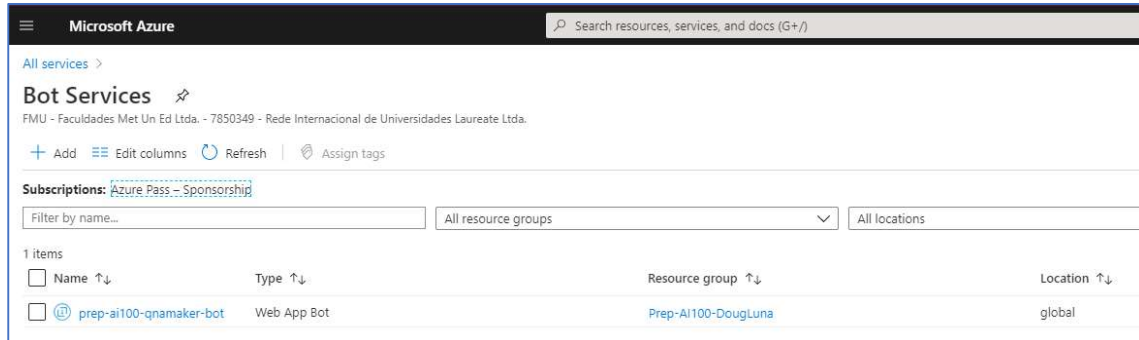 Microsoft Azure
Search resources, services, and docs (G+/)
All services >
Bot Services
FMU - Faculdades Met Un Ed Ltda. - 7850349 - Rede Internacional de Universidades Laureate Ltda.
+ Add Edit columns Refresh | Assign tags
Subscriptions: Azure Pass – Sponsorship
Filter by name... All resource groups All locations
1 items
Name ↑↓ Type ↑↓ Resource group ↑↓ Location ↑↓
prep-ai100-qnamaker-bot Web App Bot Prep-AI100-DougLuna global